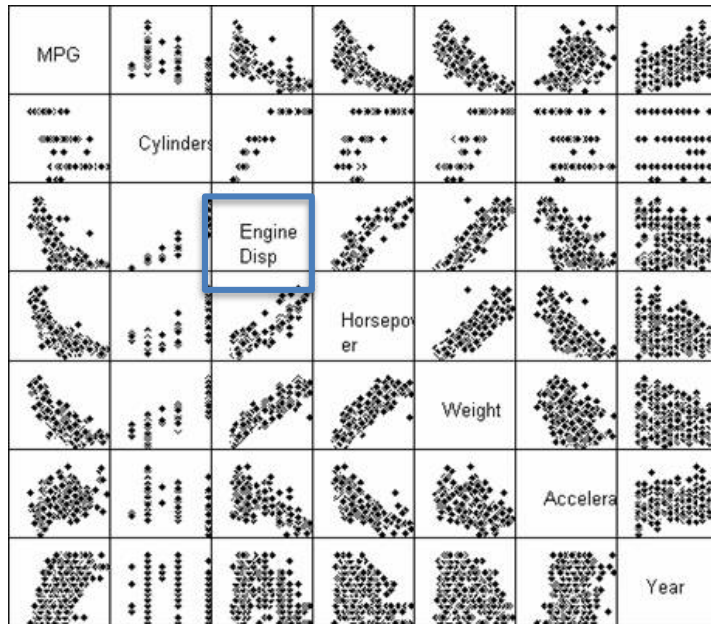 MPG
Cylinders
Engine
Disp
Horsepow
er
Weight
Accelera
Year